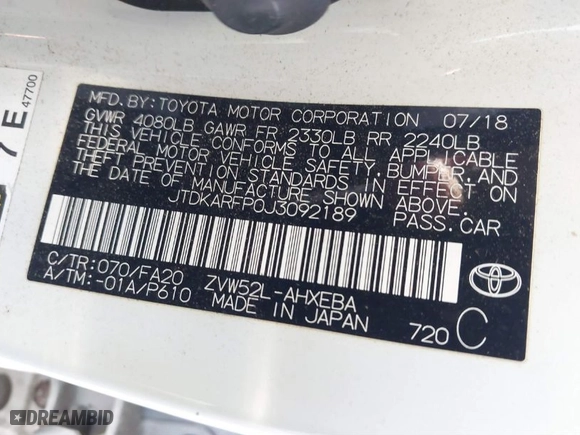 MFD. BY: TOYOTA MOTOR CORPORATION 07/18
GVWR 4080LB GAWR FR 2330LB RR 2240LB
THIS VEHICLE CONFORMS TO ALL APPLICABLE
FEDERAL MOTOR VEHICLE SAFETY, BUMPER, AND
THEFT PREVENTION STANDARDS IN EFFECT ON
THE DATE OF MANUFACTURE SHOWN ABOVE.
JTDKARFP0J3092189 PASS. CAR
C/TR: 070/FA20 ZVW52L-AHXEBA
A/TM: -01A/P610 MADE IN JAPAN
720 C
7 E
47700
DREAMBID